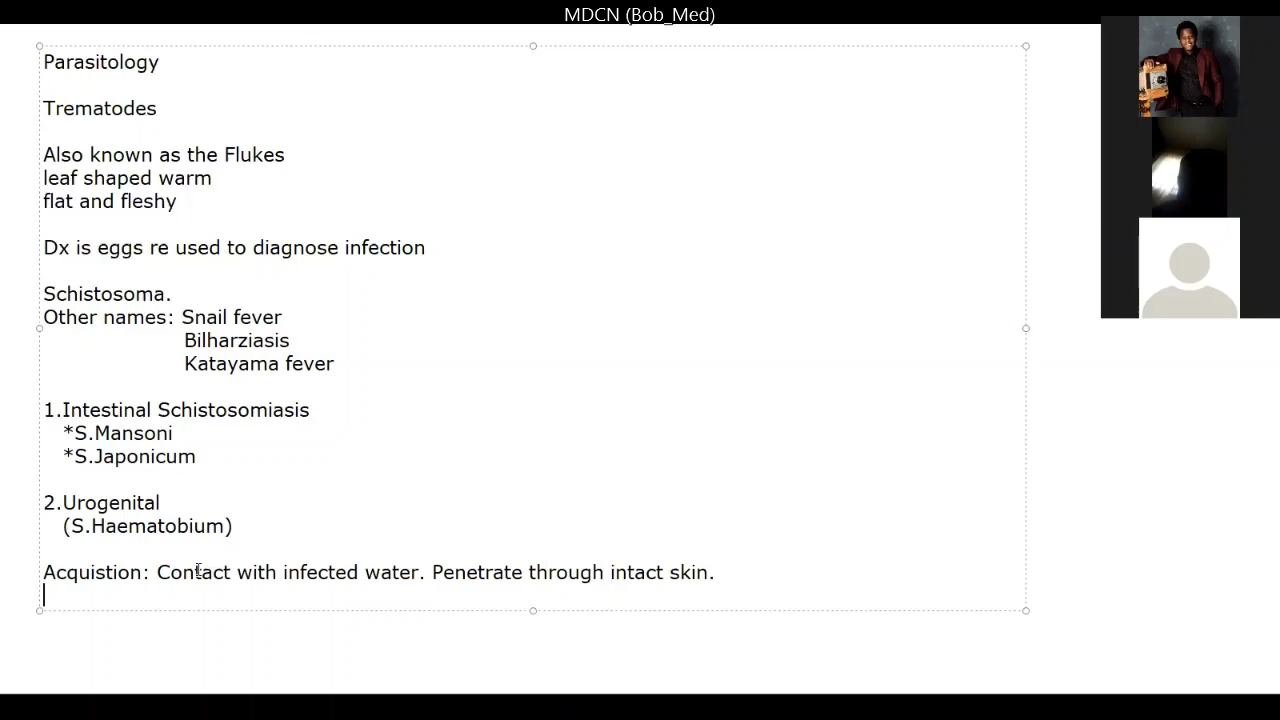 MDCN (Bob_Med)
Parasitology
Trematodes
Also known as the Flukes
leaf shaped warm
flat and fleshy
Dx is eggs re used to diagnose infection
Schistosoma.
Other names: Snail fever
Bilharziasis
Katayama fever
1.Intestinal Schistosomiasis
*S.Mansoni
*S.Japonicum
2.Urogenital
(S.Haematobium)
Acquistion: Contact with infected water. Penetrate through intact skin.